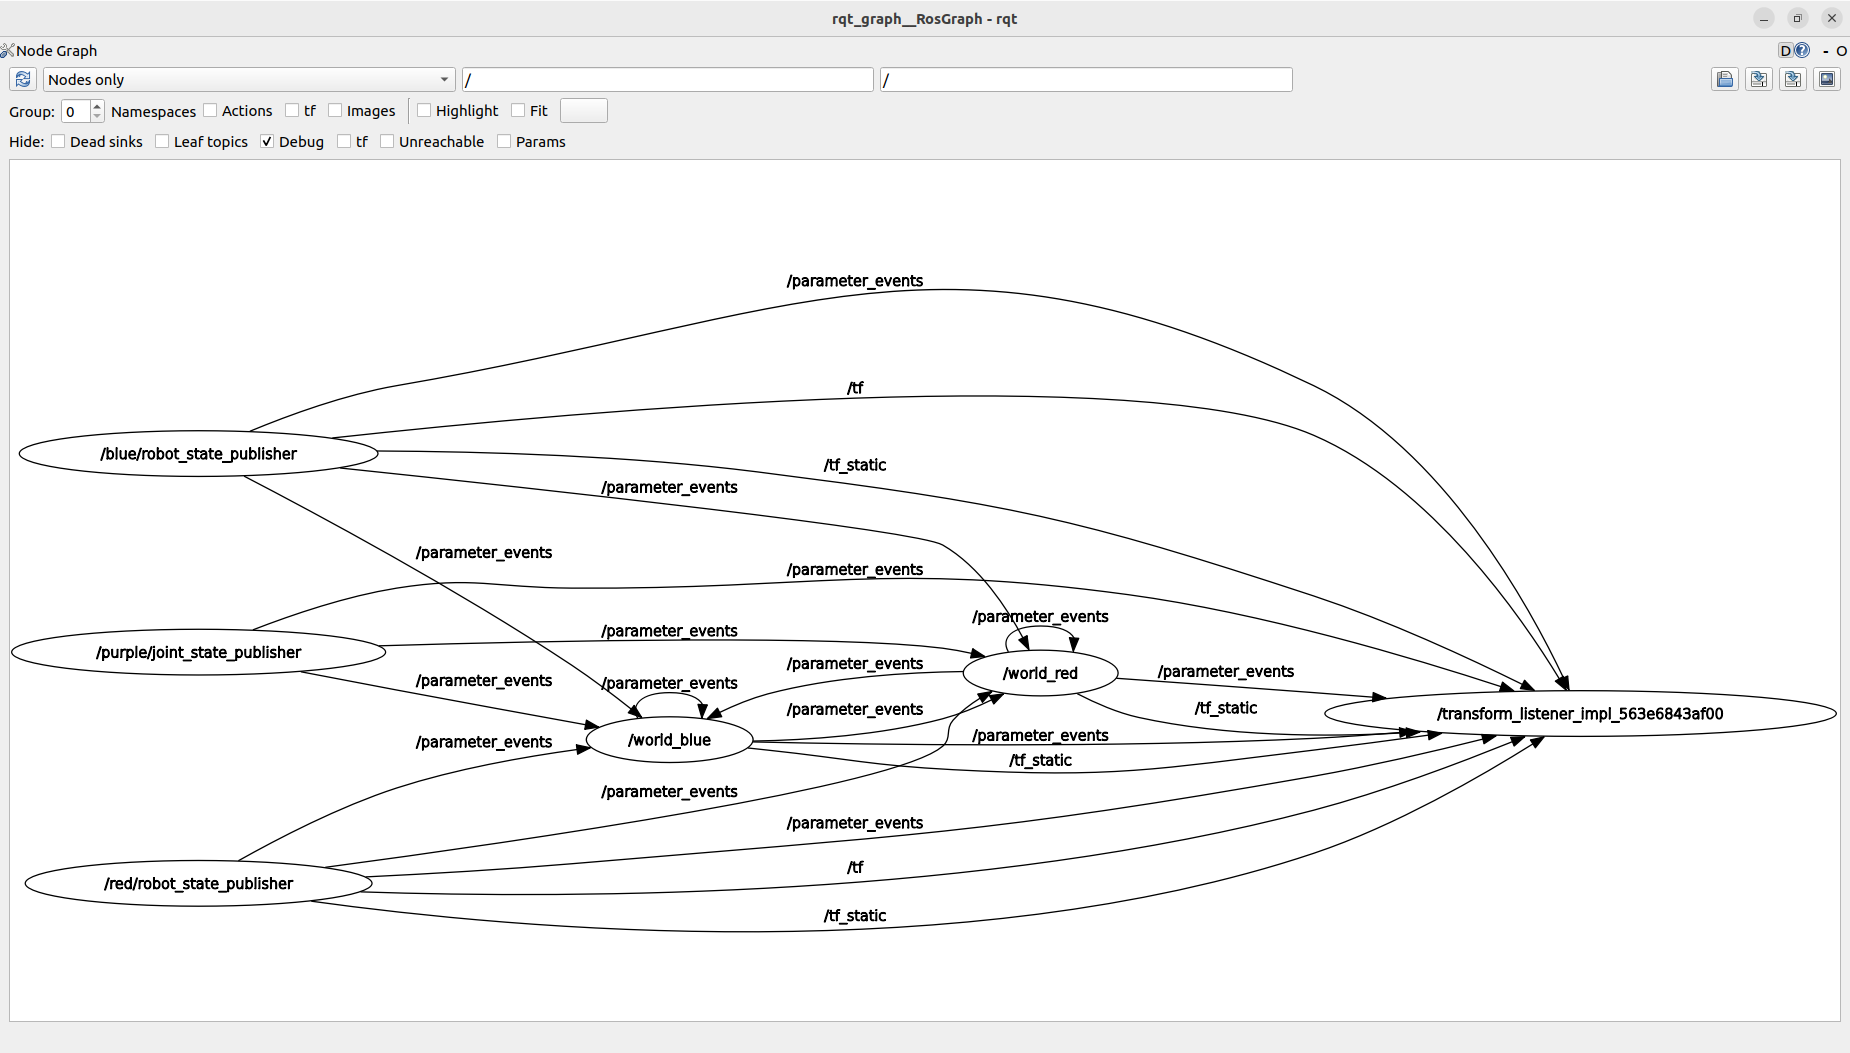 rqt_graph__RosGraph - rqt
Node Graph
D ? - O
Nodes only / /
Group: 0 Namespaces Actions tf Images Highlight Fit
Hide: Dead sinks Leaf topics Debug tf Unreachable Params
/parameter_events
/tf
/blue/robot_state_publisher
/tf_static
/parameter_events
/parameter_events
/parameter_events
/parameter_events
/parameter_events
/purple/joint_state_publisher
/parameter_events
/world_red
/parameter_events
/parameter_events
/parameter_events
/tf_static
/parameter_events
/transform_listener_impl_563e6843af00
/world_blue
/parameter_events
/parameter_events
/tf_static
/parameter_events
/parameter_events
/tf
/red/robot_state_publisher
/tf_static